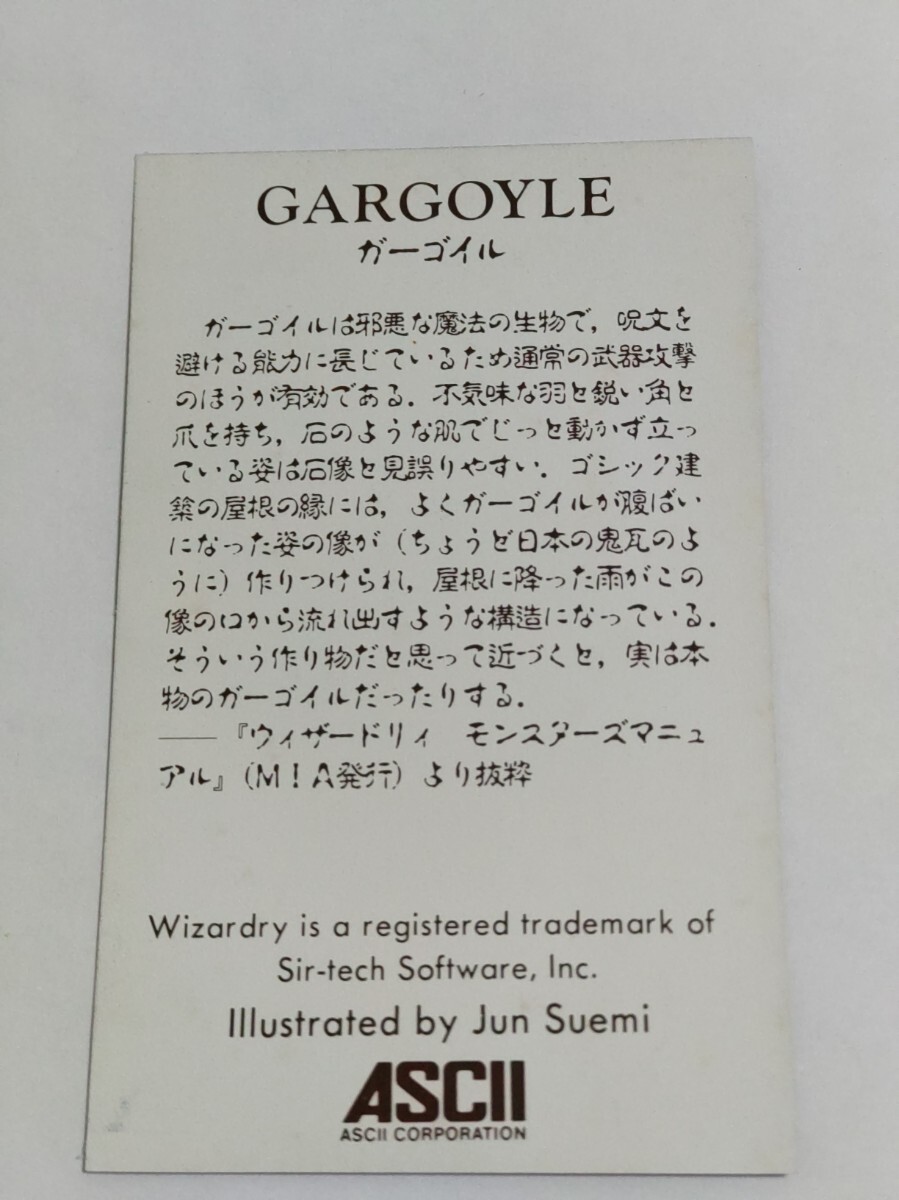 GARGOYLE
ガーゴイル
ガーゴイルは邪悪な魔法の生物で，呪文を
避ける能力に長じているため通常の武器攻撃
のほうが有効である．不気味な羽と鋭い角と
爪を持ち，石のような肌でじっと動かず立っ
ている姿は石像と見誤りやすい．ゴシック建
築の屋根の縁には，よくガーゴイルが腹ばい
になった姿の像が（ちょうど日本の鬼瓦のよ
うに）作りつけられ，屋根に降った雨がこの
像の口から流れ出すような構造になっている．
そういう作り物だと思って近づくと，実は本
物のガーゴイルだったりする．
――『ウィザードリィ　モンスターズマニュ
アル』（M！A発行）より抜粋
Wizardry is a registered trademark of
Sir-tech Software, Inc.
Illustrated by Jun Suemi
ASCII
ASCII CORPORATION